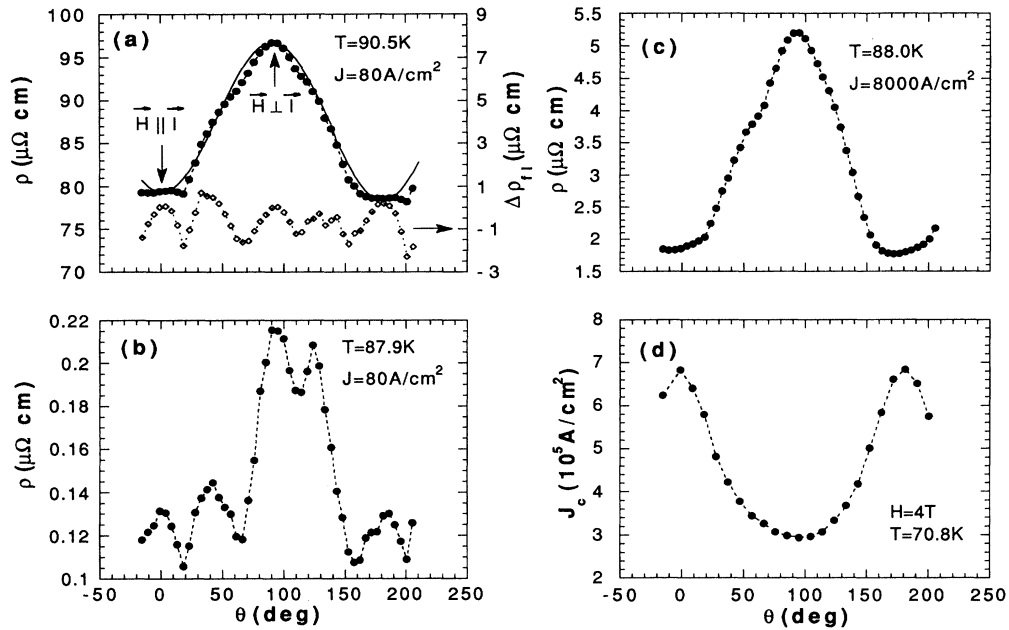 (a)
T=90.5K
J=80A/cm²
H || I
H ⊥ I
ρ (μΩ cm)
100
95
90
85
80
75
70
9
7
5
3
1
-1
-3
Δρfl (μΩ cm)
(c)
T=88.0K
J=8000A/cm²
ρ (μΩ cm)
5.5
5
4.5
4
3.5
3
2.5
2
1.5
(b)
T=87.9K
J=80A/cm²
ρ (μΩ cm)
0.22
0.2
0.18
0.16
0.14
0.12
0.1
-50 0 50 100 150 200 250
θ (deg)
(d)
H=4T
T=70.8K
Jc (10⁵A/cm²)
8
7
6
5
4
3
2
-50 0 50 100 150 200 250
θ (deg)